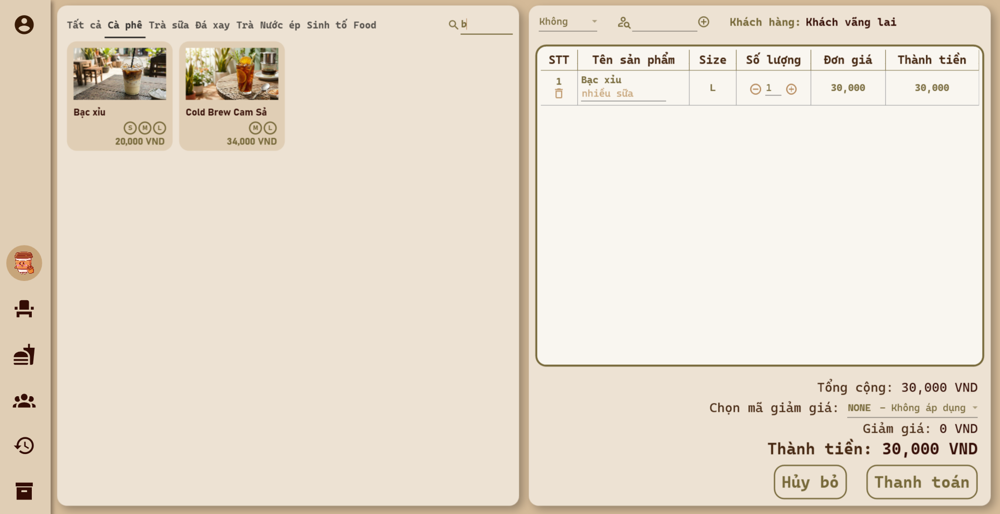 Tất cả Cà phê Trà sữa Đá xay Trà Nước ép Sinh tố Food
b
Bạc xỉu
S M L
20,000 VND
Cold Brew Cam Sả
M L
34,000 VND
Không
Khách hàng: Khách vãng lai
STT Tên sản phẩm Size Số lượng Đơn giá Thành tiền
1 Bạc xỉu L 1 30,000 30,000
nhiều sữa
Tổng cộng: 30,000 VND
Chọn mã giảm giá: NONE - Không áp dụng
Giảm giá: 0 VND
Thành tiền: 30,000 VND
Hủy bỏ Thanh toán